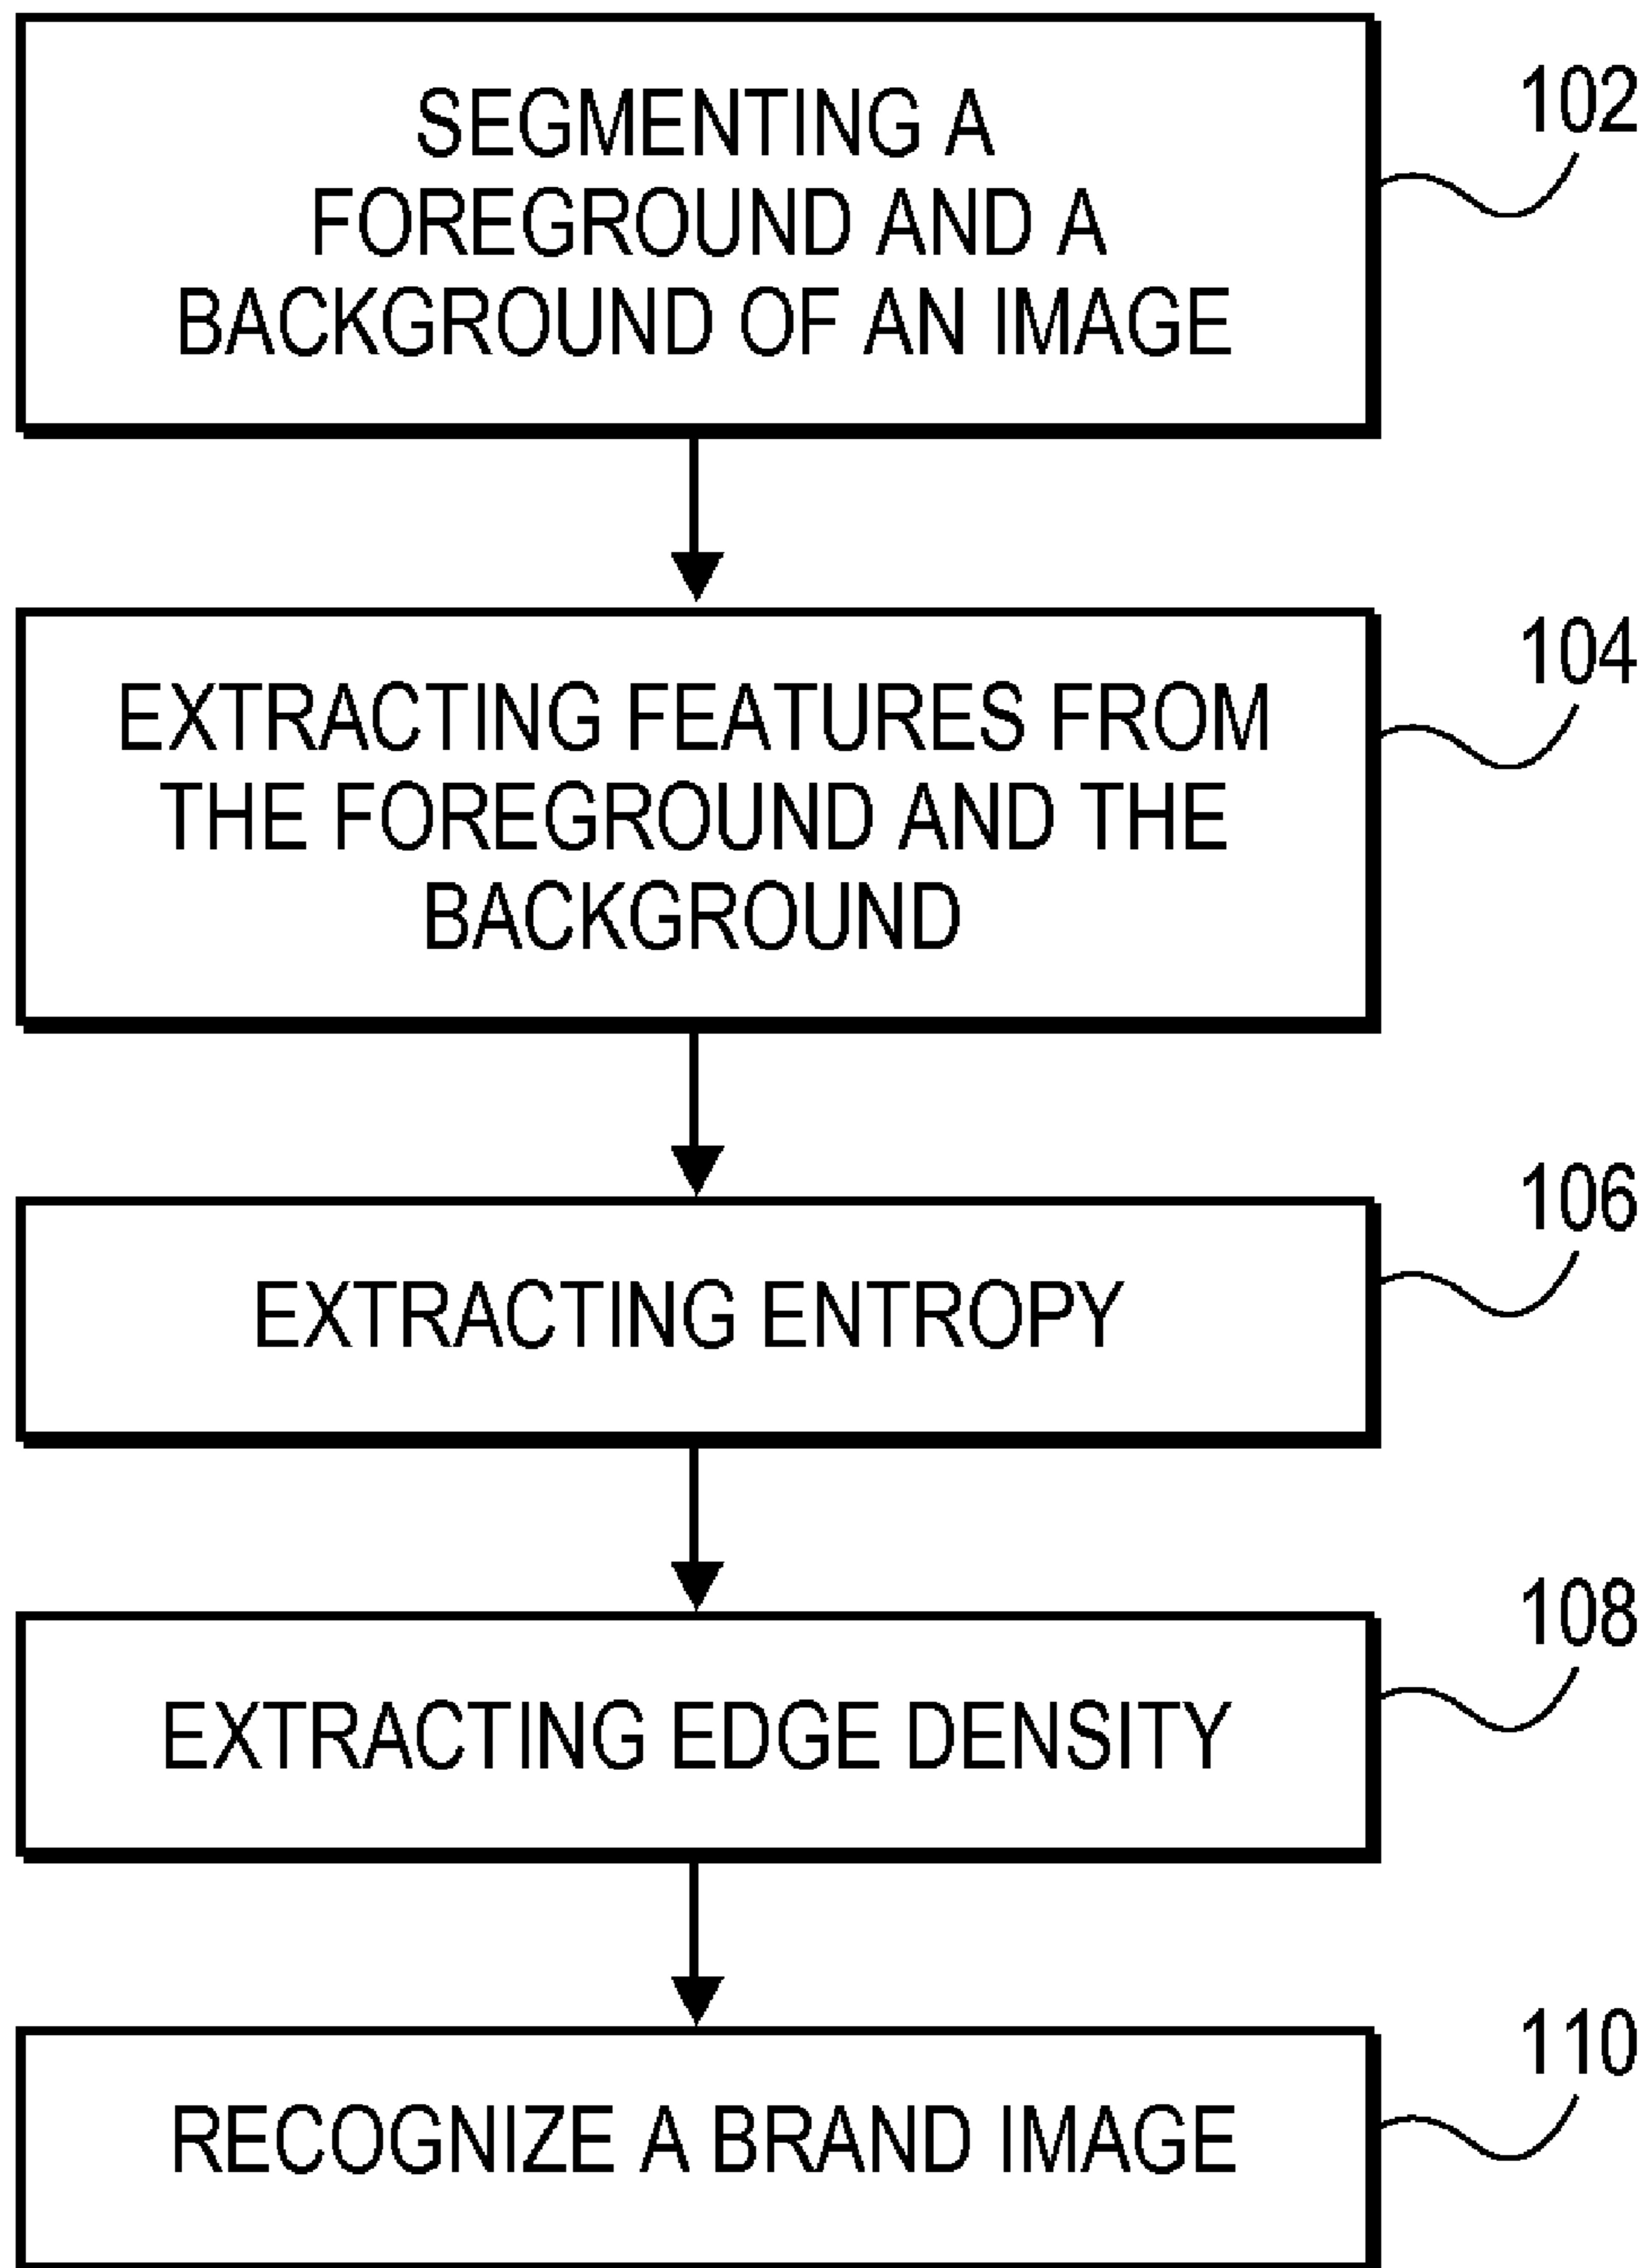 SEGMENTING A
FOREGROUND AND A
BACKGROUND OF AN IMAGE
102
EXTRACTING FEATURES FROM
THE FOREGROUND AND THE
BACKGROUND
104
EXTRACTING ENTROPY
106
EXTRACTING EDGE DENSITY
108
RECOGNIZE A BRAND IMAGE
110